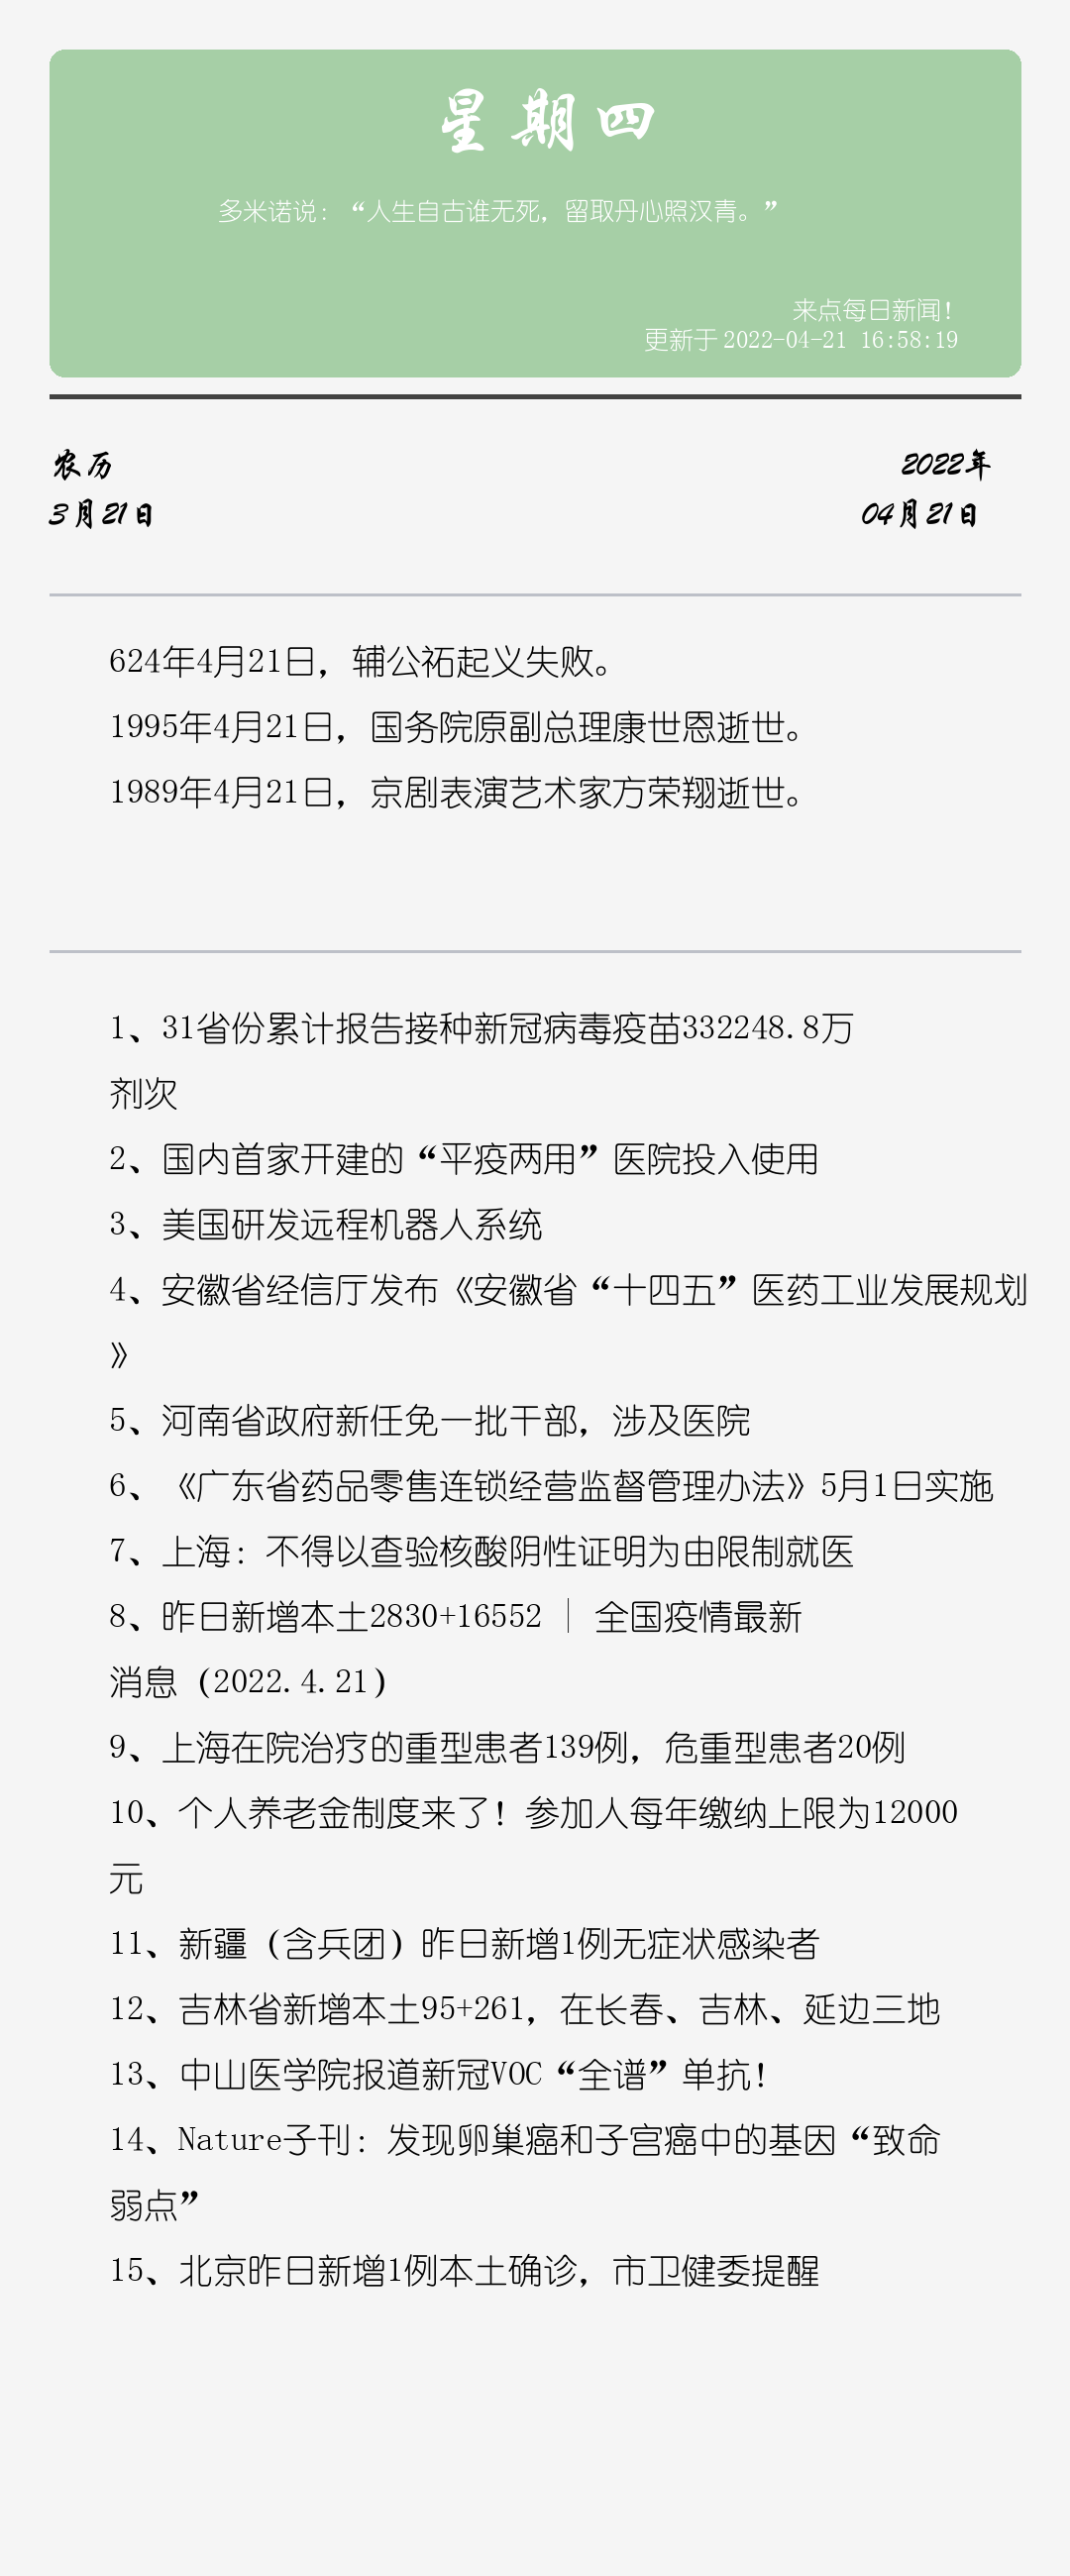 星期四
多米诺说：“人生自古谁无死，留取丹心照汉青。”
来点每日新闻！
更新于 2022-04-21 16:58:19
农历
2022年
3月21日
04月21日
624年4月21日，辅公祏起义失败。
1995年4月21日，国务院原副总理康世恩逝世。
1989年4月21日，京剧表演艺术家方荣翔逝世。
1、31省份累计报告接种新冠病毒疫苗332248.8万
剂次
2、国内首家开建的“平疫两用”医院投入使用
3、美国研发远程机器人系统
4、安徽省经信厅发布《安徽省“十四五”医药工业发展规划
》
5、河南省政府新任免一批干部，涉及医院
6、《广东省药品零售连锁经营监督管理办法》5月1日实施
7、上海：不得以查验核酸阴性证明为由限制就医
8、昨日新增本土2830+16552 | 全国疫情最新
消息（2022.4.21）
9、上海在院治疗的重型患者139例，危重型患者20例
10、个人养老金制度来了！参加人每年缴纳上限为12000
元
11、新疆（含兵团）昨日新增1例无症状感染者
12、吉林省新增本土95+261，在长春、吉林、延边三地
13、中山医学院报道新冠VOC“全谱”单抗！
14、Nature子刊：发现卵巢癌和子宫癌中的基因“致命
弱点”
15、北京昨日新增1例本土确诊，市卫健委提醒